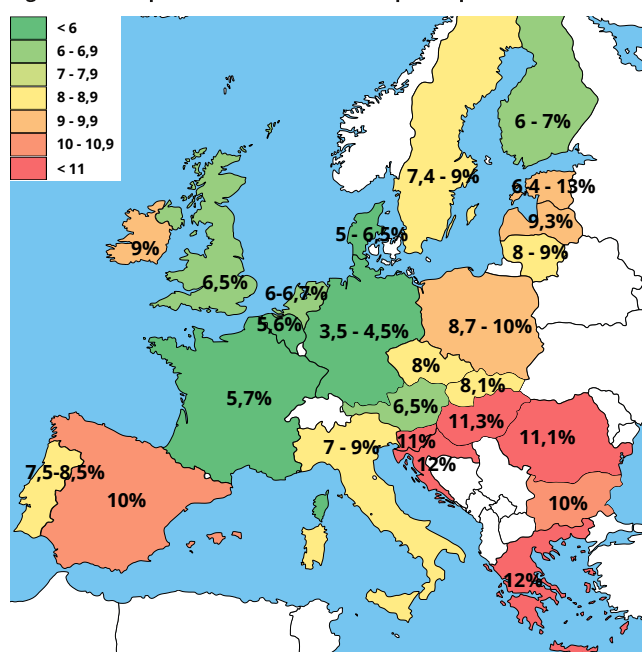 < 6
6 - 6,9
7 - 7,9
8 - 8,9
9 - 9,9
10 - 10,9
< 11
6 - 7%
7,4 - 9%
6,4 - 13%
9,3%
5 - 6,5%
8 - 9%
9%
6,5%
6-6,7%
5,6%
3,5 - 4,5%
8,7 - 10%
8%
8,1%
5,7%
6,5%
11,3%
11,1%
7 - 9%
11%
12%
7,5-8,5%
10%
10%
12%